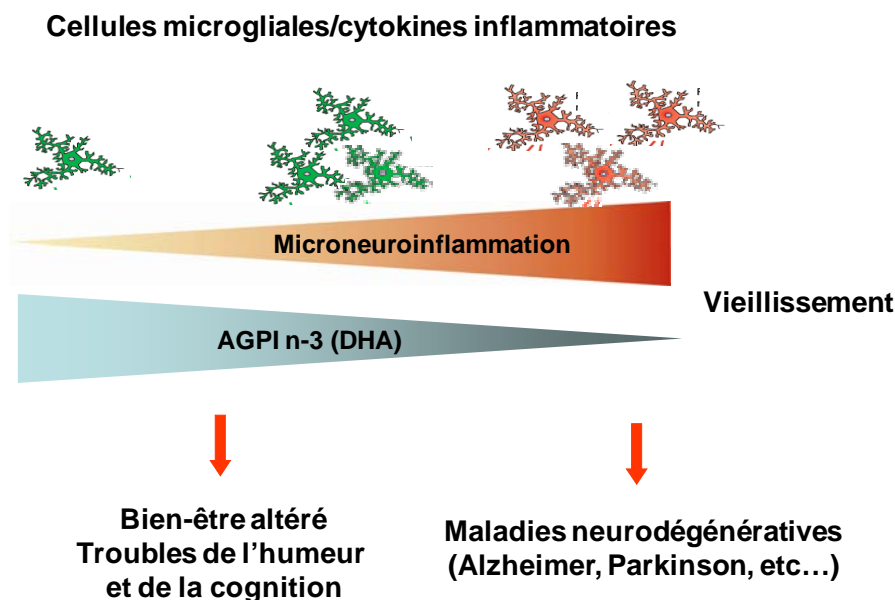 Cellules microgliales/cytokines inflammatoires
Microneuroinflammation
Vieillissement
AGPI n-3 (DHA)
Bien-être altéré
Troubles de l’humeur
et de la cognition
Maladies neurodégénératives
(Alzheimer, Parkinson, etc…)